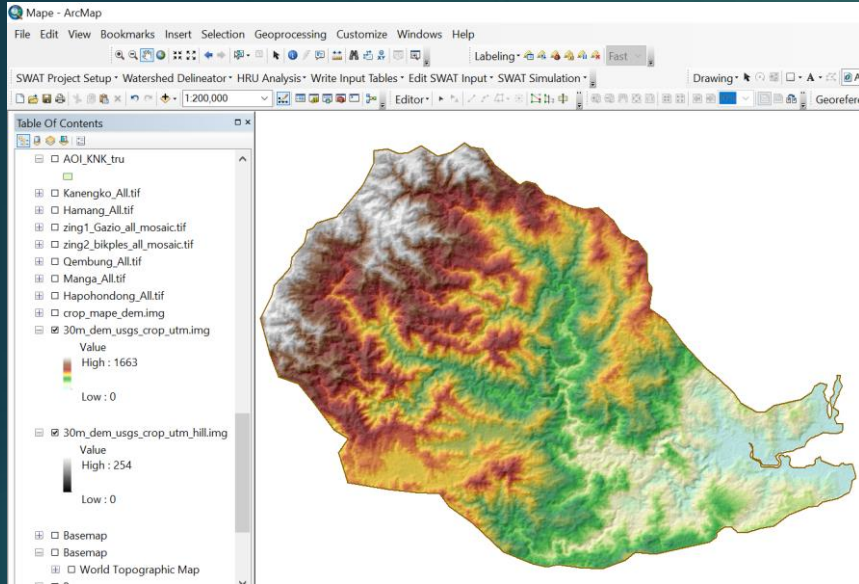 Mape - ArcMap
File Edit View Bookmarks Insert Selection Geoprocessing Customize Windows Help
Labeling Fast
SWAT Project Setup Watershed Delineator HRU Analysis Write Input Tables Edit SWAT Input SWAT Simulation Drawing A
1:200,000 Editor Georefere
Table Of Contents
AOI_KNK_tru
Kanengko_All.tif
Hamang_All.tif
zing1_Gazio_all_mosaic.tif
zing2_bikples_all_mosaic.tif
Qembung_All.tif
Manga_All.tif
Hapohondong_All.tif
crop_mape_dem.img
30m_dem_usgs_crop_utm.img
Value
High : 1663
Low : 0
30m_dem_usgs_crop_utm_hill.img
Value
High : 254
Low : 0
Basemap
Basemap
World Topographic Map